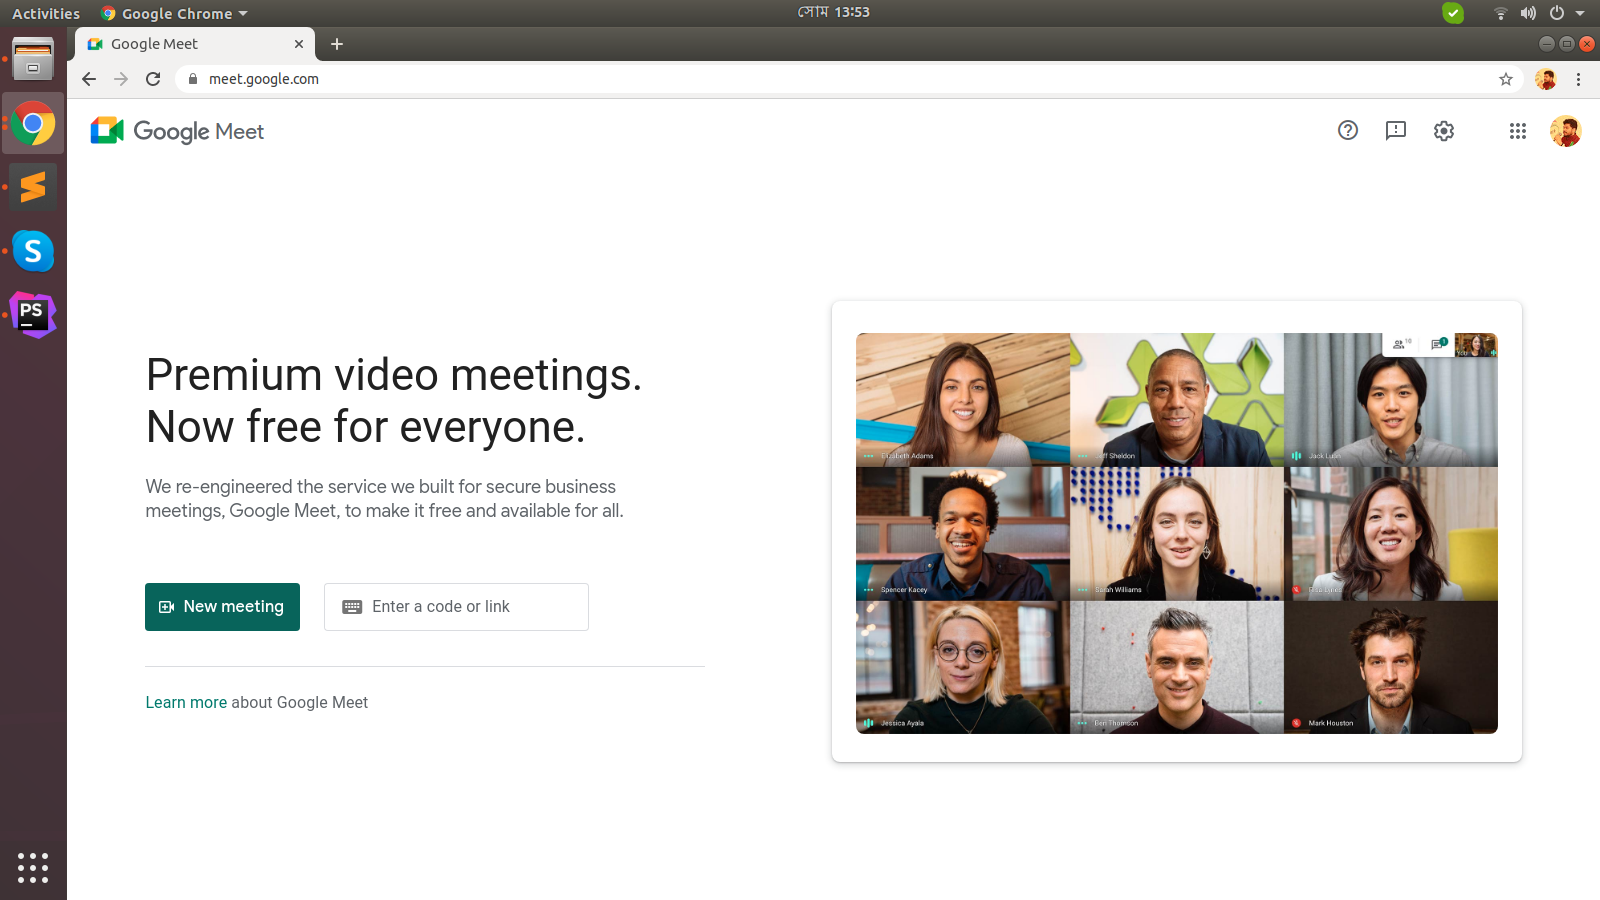 Activities
Google Chrome
সোম 13:53
Google Meet
meet.google.com
Google Meet
Premium video meetings.
Now free for everyone.
We re-engineered the service we built for secure business
meetings, Google Meet, to make it free and available for all.
New meeting
Enter a code or link
Learn more about Google Meet
Elizabeth Adams
Jeff Sheldon
Jack
Spencer Kacey
Sarah Williams
Jessica Ayala
Ben Thomson
Mark Houston
S
PS